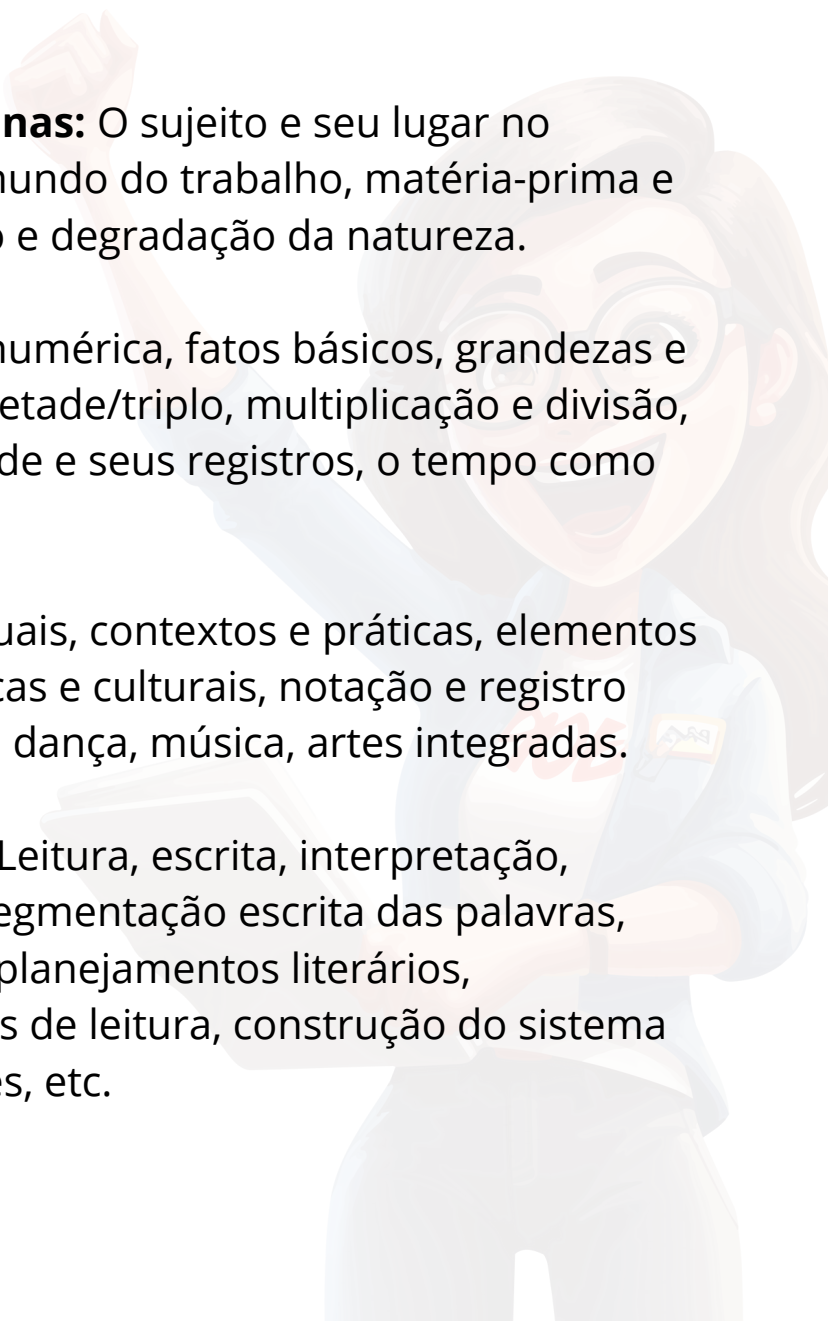 nas: O sujeito e seu lugar no
mundo do trabalho, matéria-prima e
o e degradação da natureza.
numérica, fatos básicos, grandezas e
etade/triplo, multiplicação e divisão,
de e seus registros, o tempo como
uais, contextos e práticas, elementos
cas e culturais, notação e registro
dança, música, artes integradas.
Leitura, escrita, interpretação,
egmentação escrita das palavras,
planejamentos literários,
s de leitura, construção do sistema
es, etc.